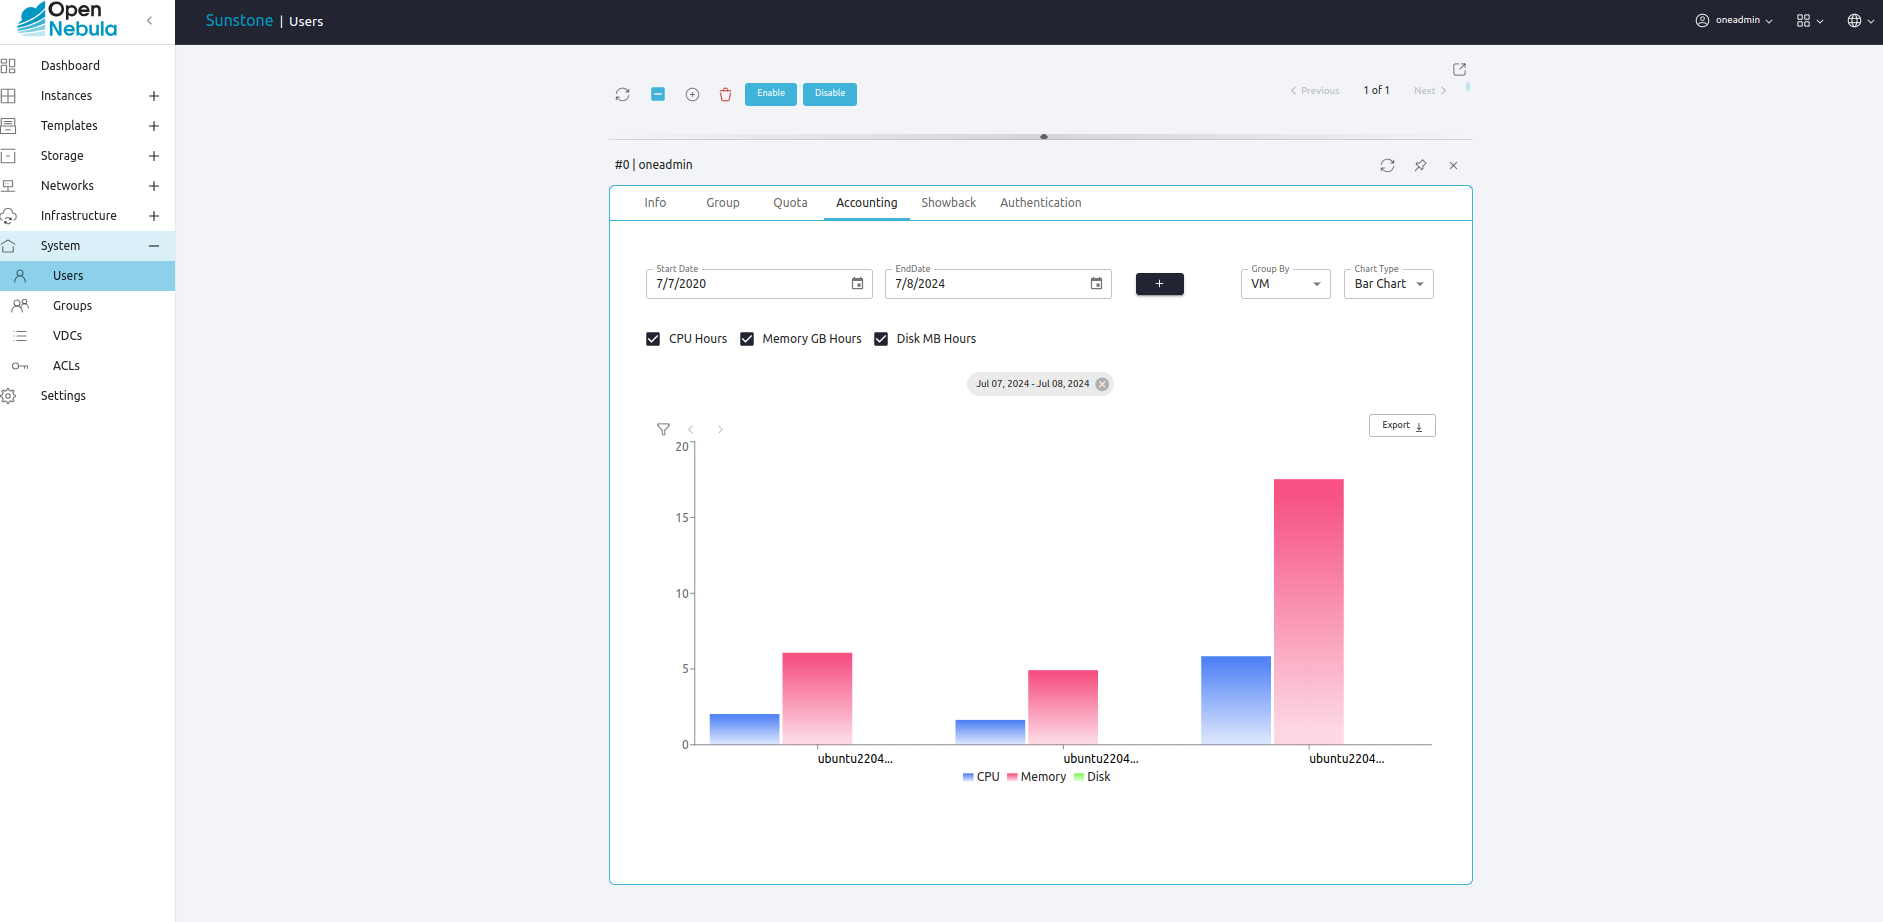 Open
Nebula
Sunstone | Users
oneadmin
Dashboard
Instances
Templates
Storage
Networks
Infrastructure
System
Users
Groups
VDCs
ACLs
Settings
Enable
Disable
Previous
1 of 1
Next
#0 | oneadmin
Info
Group
Quota
Accounting
Showback
Authentication
Start Date
7/7/2020
EndDate
7/8/2024
+
Group By
VM
Chart Type
Bar Chart
CPU Hours
Memory GB Hours
Disk MB Hours
Jul 07, 2024 - Jul 08, 2024
Export
20
15
10
5
0
ubuntu2204...
ubuntu2204...
ubuntu2204...
CPU
Memory
Disk